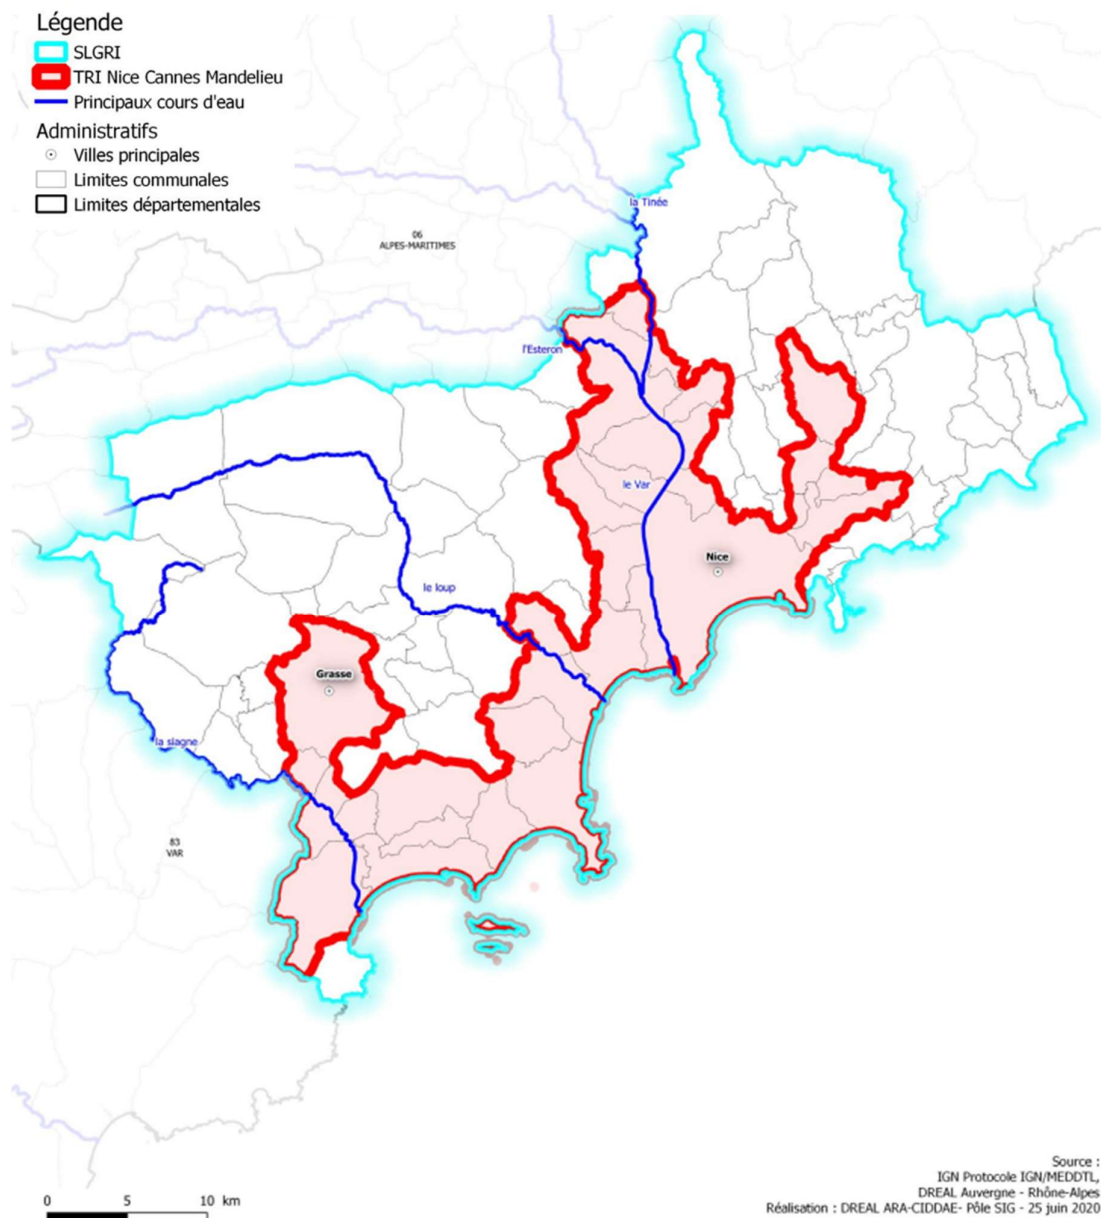 Légende
SLGRI
TRI Nice Cannes Mandelieu
Principaux cours d'eau
Administratifs
Villes principales
Limites communales
Limites départementales
la Tinée
06
ALPES-MARITIMES
l'Esteron
le Var
Nice
le loup
Grasse
la siagne
83
VAR
0 5 10 km
Source :
IGN Protocole IGN/MEDDTL,
DREAL Auvergne - Rhône-Alpes
Réalisation : DREAL ARA-CIDDAE- Pôle SIG - 25 juin 2020